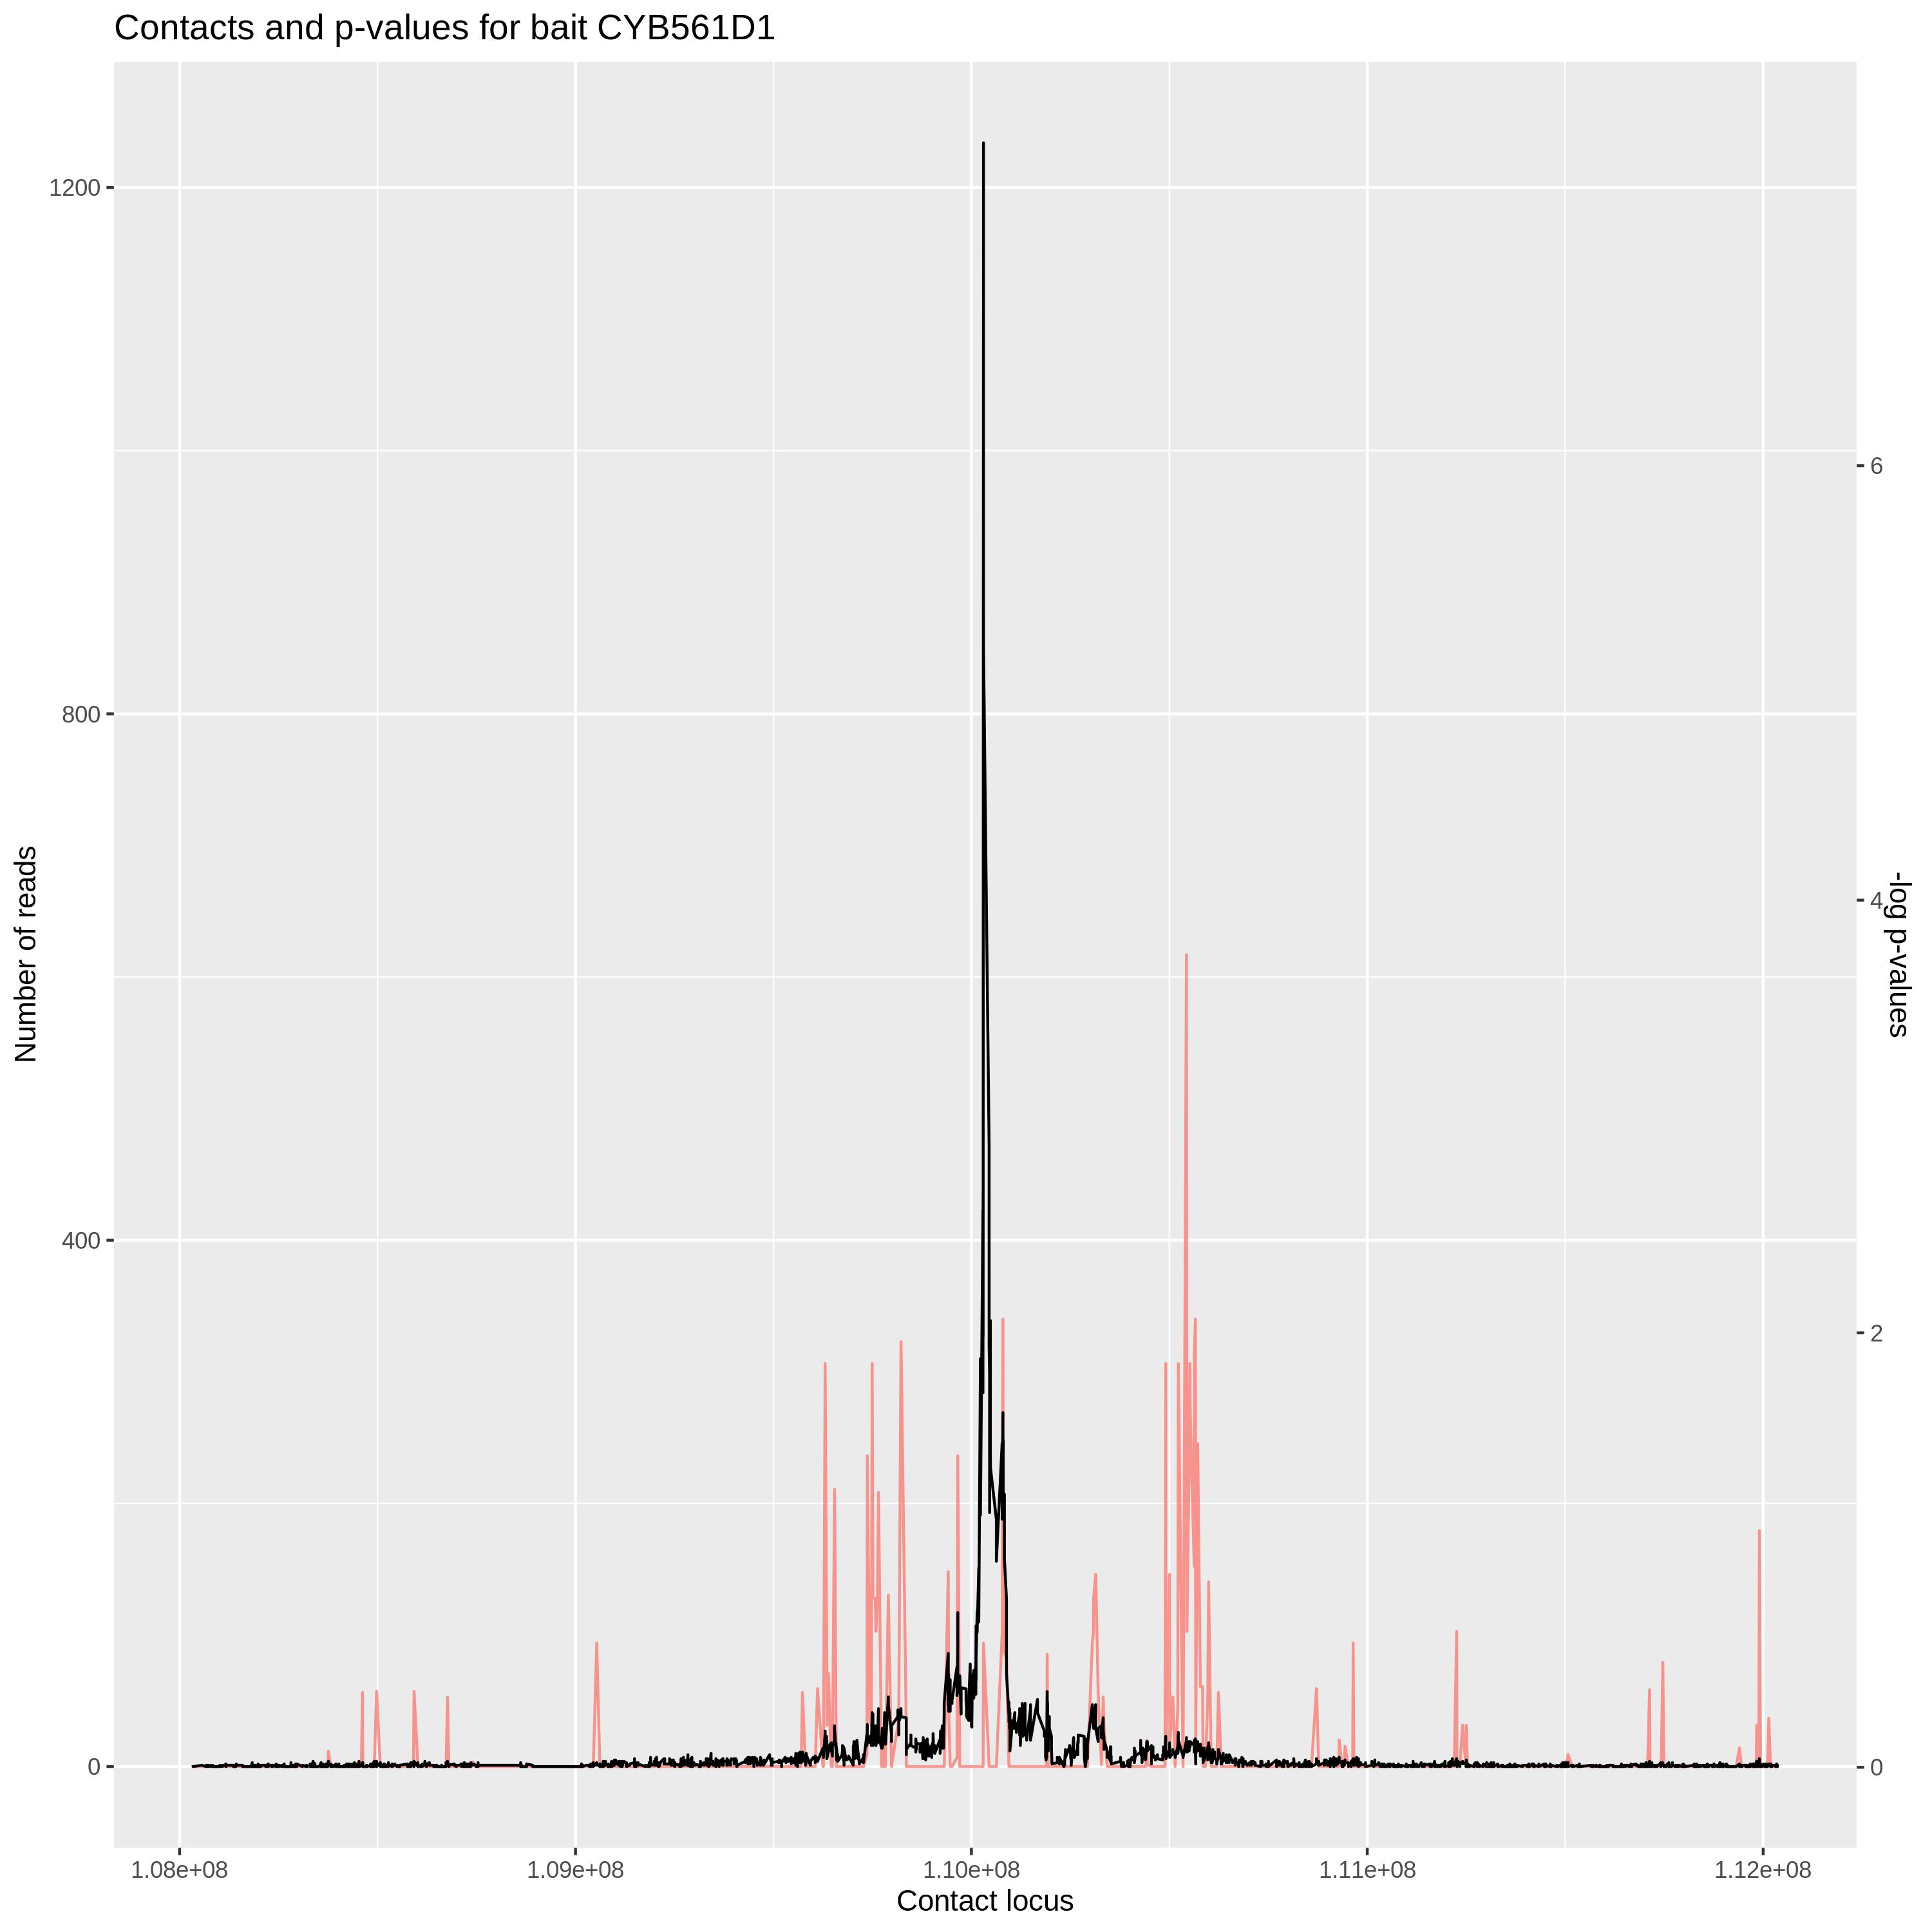 Contacts and p-values for bait CYB561D1
1200
800
400
0
Number of reads
6
4
2
0
-log p-values
1.08e+08
1.09e+08
1.10e+08
1.11e+08
1.12e+08
Contact locus